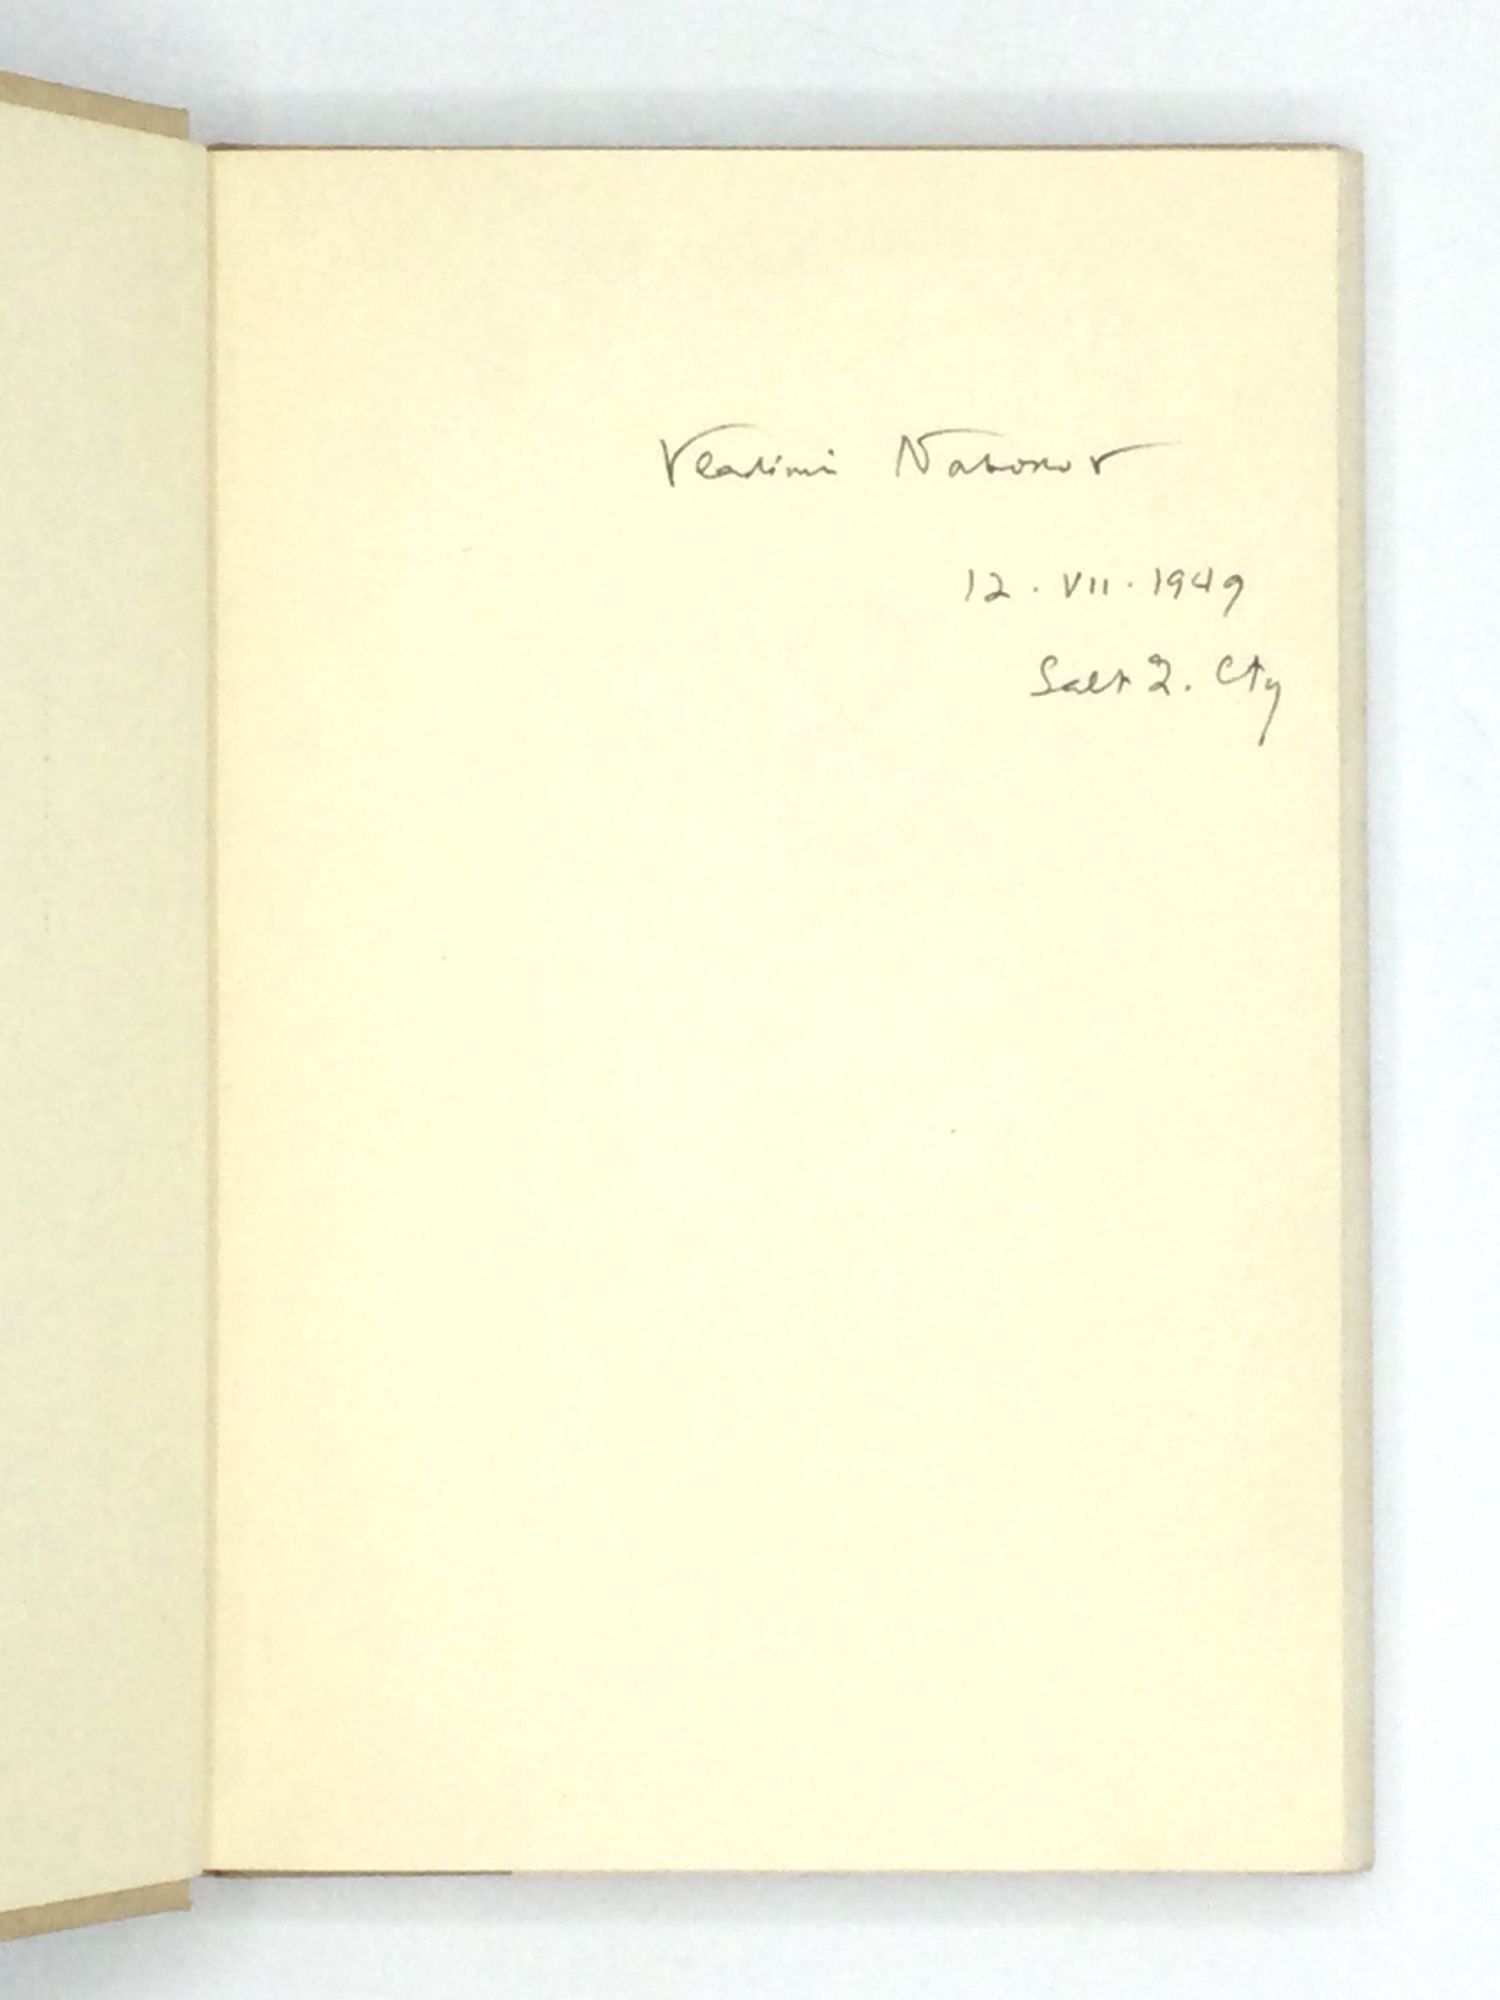 Vladimir Nabokov
12 · VII · 1949
Salt L. Cty